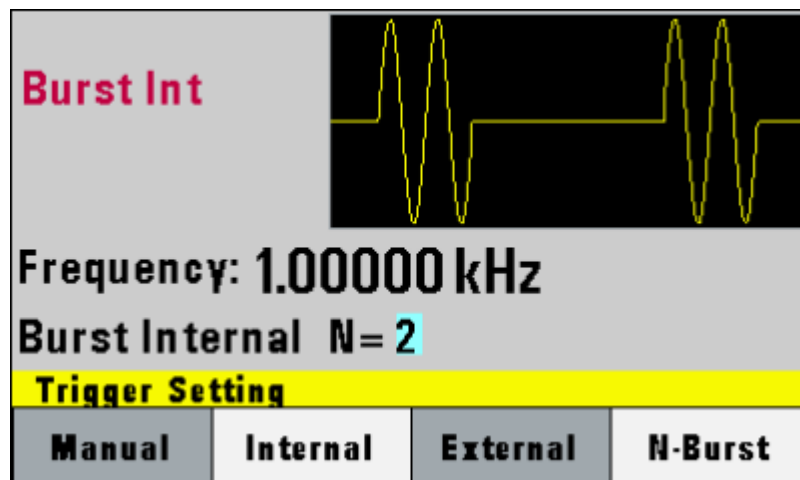 Burst Int
Frequency: 1.00000 kHz
Burst Internal N= 2
Trigger Setting
Manual Internal External N-Burst